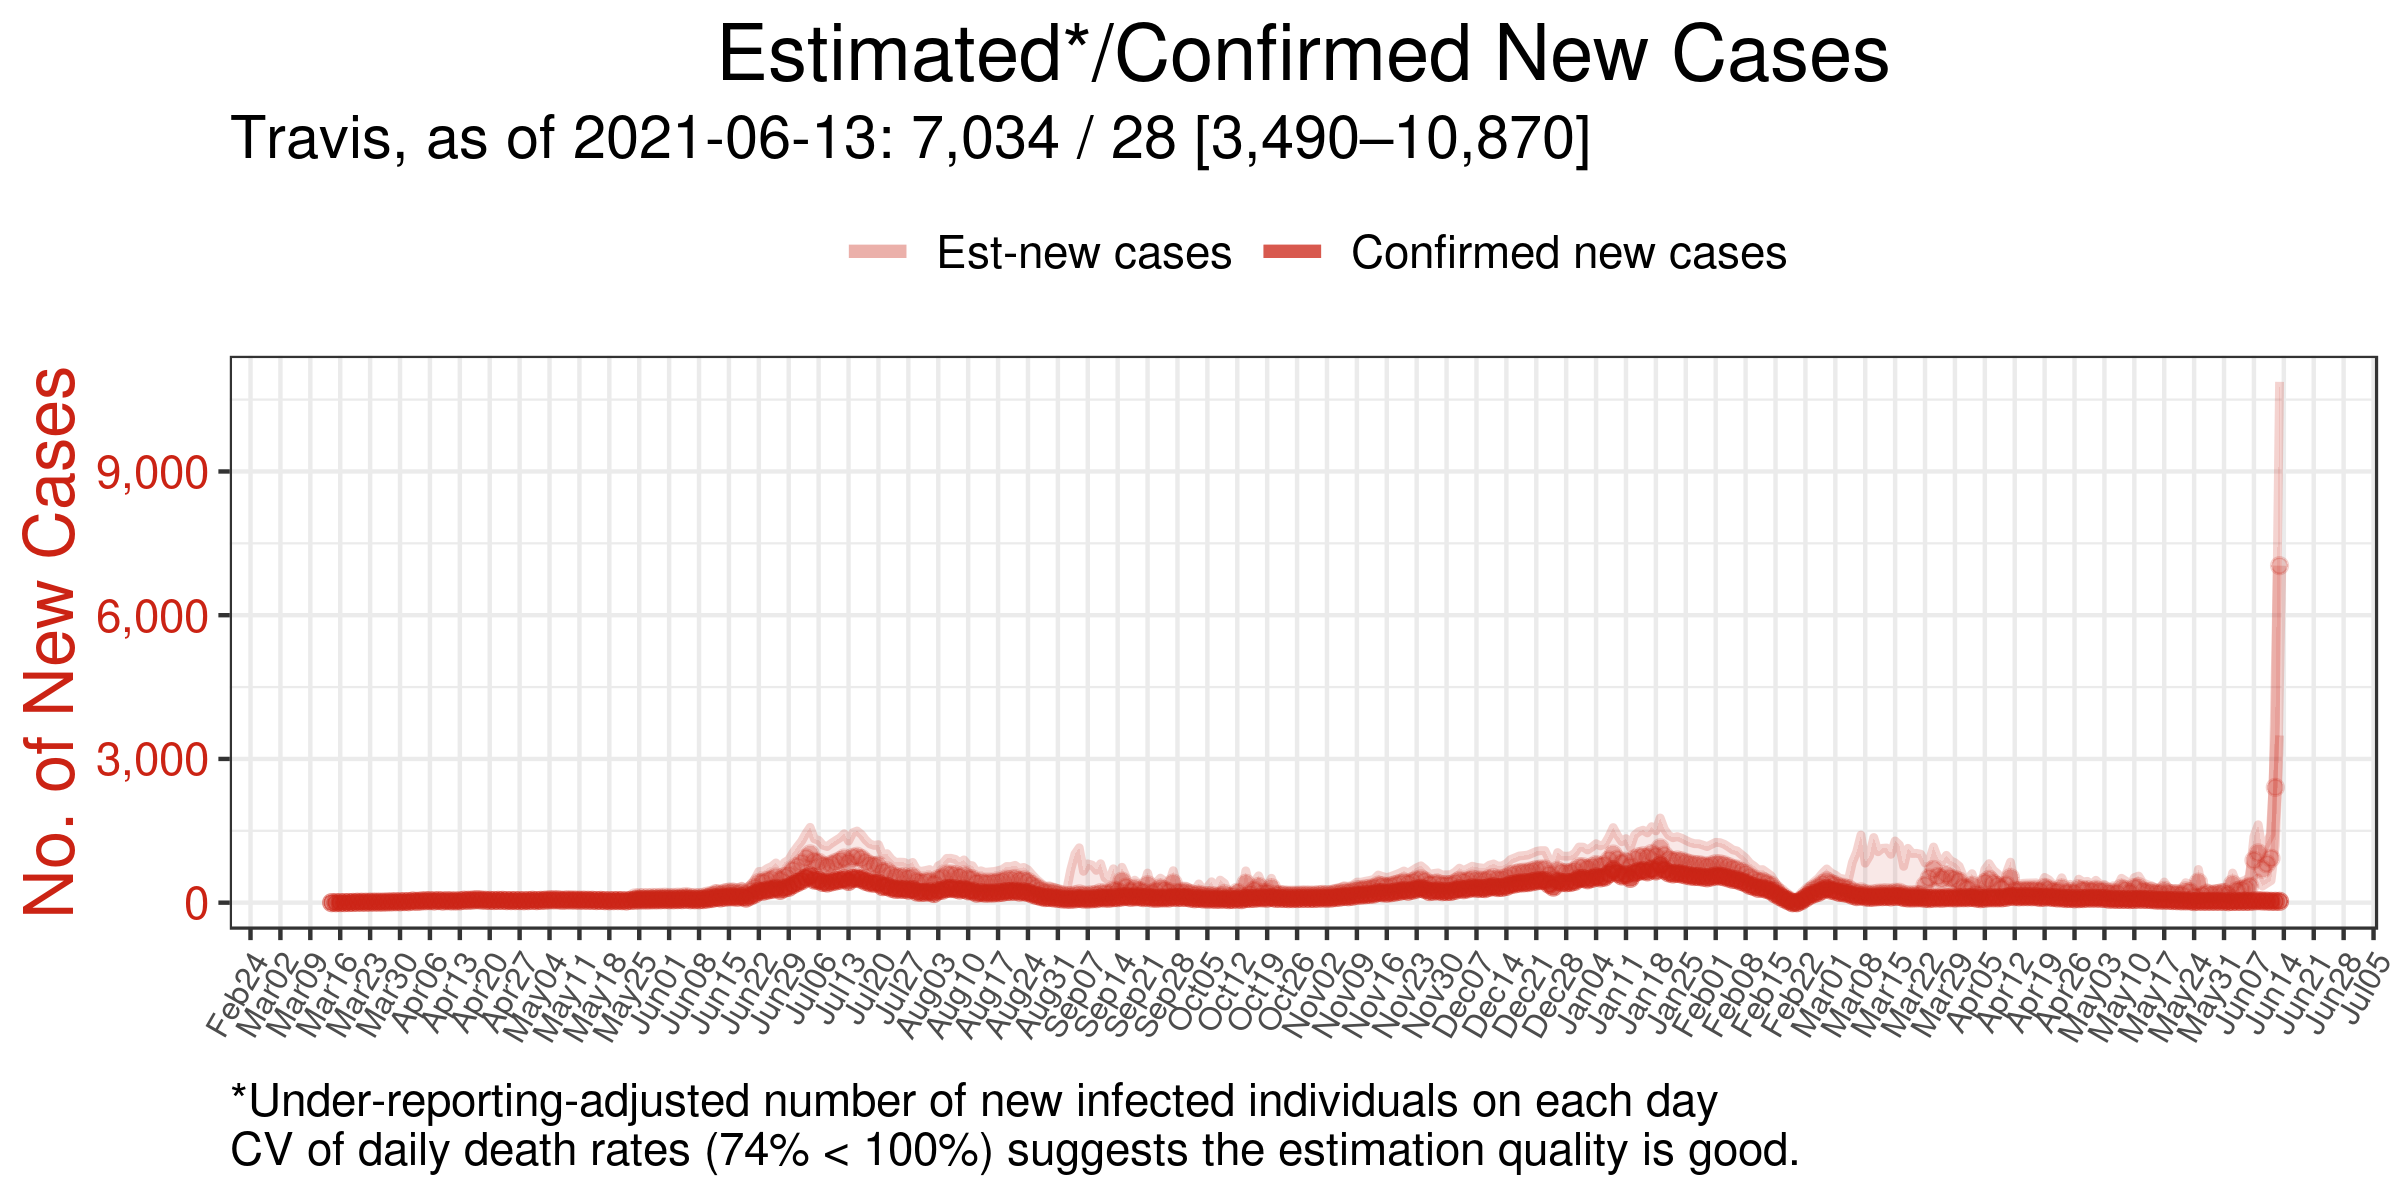 Estimated*/Confirmed New Cases
Travis, as of 2021-06-13: 7,034 / 28 [3,490–10,870]
Est-new cases
Confirmed new cases
No. of New Cases
9,000
6,000
3,000
0
Feb24
Mar02
Mar09
Mar16
Mar23
Mar30
Apr06
Apr13
Apr20
Apr27
May04
May11
May18
May25
Jun01
Jun08
Jun15
Jun22
Jun29
Jul06
Jul13
Jul20
Jul27
Aug03
Aug10
Aug17
Aug24
Aug31
Sep07
Sep14
Sep21
Sep28
Oct05
Oct12
Oct19
Oct26
Nov02
Nov09
Nov16
Nov23
Nov30
Dec07
Dec14
Dec21
Dec28
Jan04
Jan11
Jan18
Jan25
Feb01
Feb08
Feb15
Feb22
Mar01
Mar08
Mar15
Mar22
Mar29
Apr05
Apr12
Apr19
Apr26
May03
May10
May17
May24
May31
Jun07
Jun14
Jun21
Jun28
Jul05
*Under-reporting-adjusted number of new infected individuals on each day
CV of daily death rates (74% < 100%) suggests the estimation quality is good.